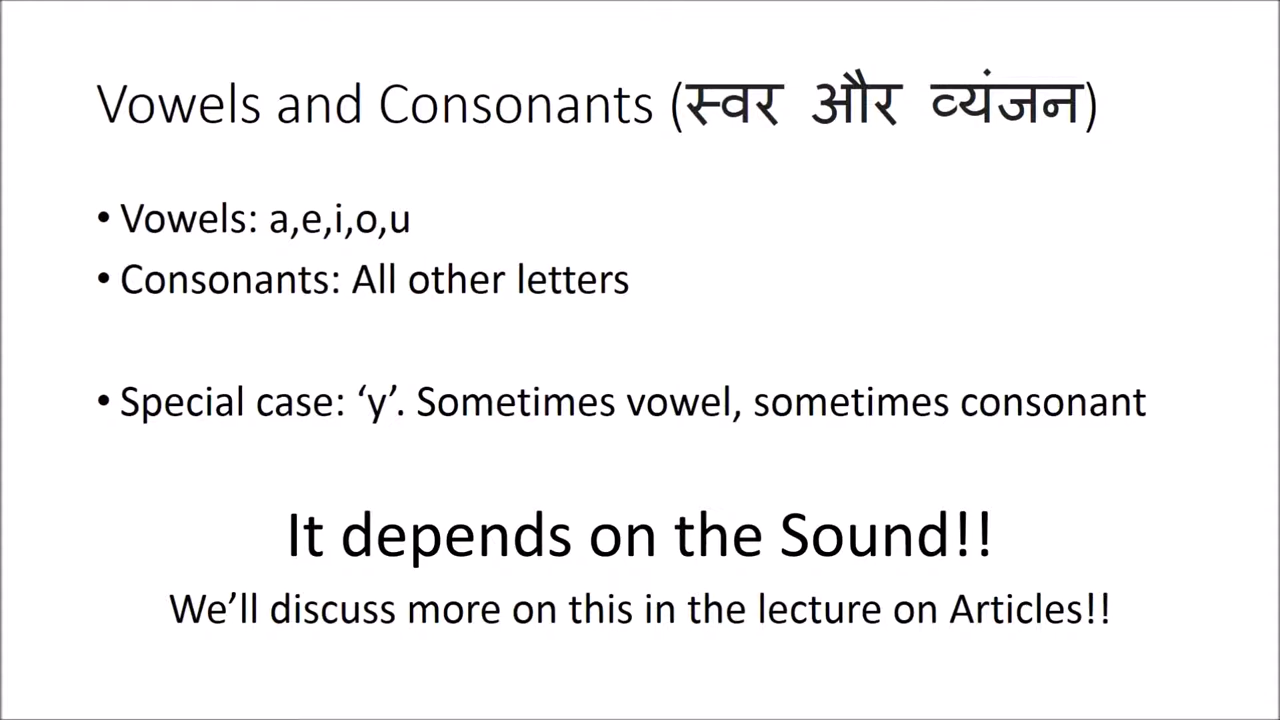 Vowels and Consonants (स्वर और व्यंजन)
• Vowels: a,e,i,o,u
• Consonants: All other letters
• Special case: ‘y’. Sometimes vowel, sometimes consonant
It depends on the Sound!!
We’ll discuss more on this in the lecture on Articles!!